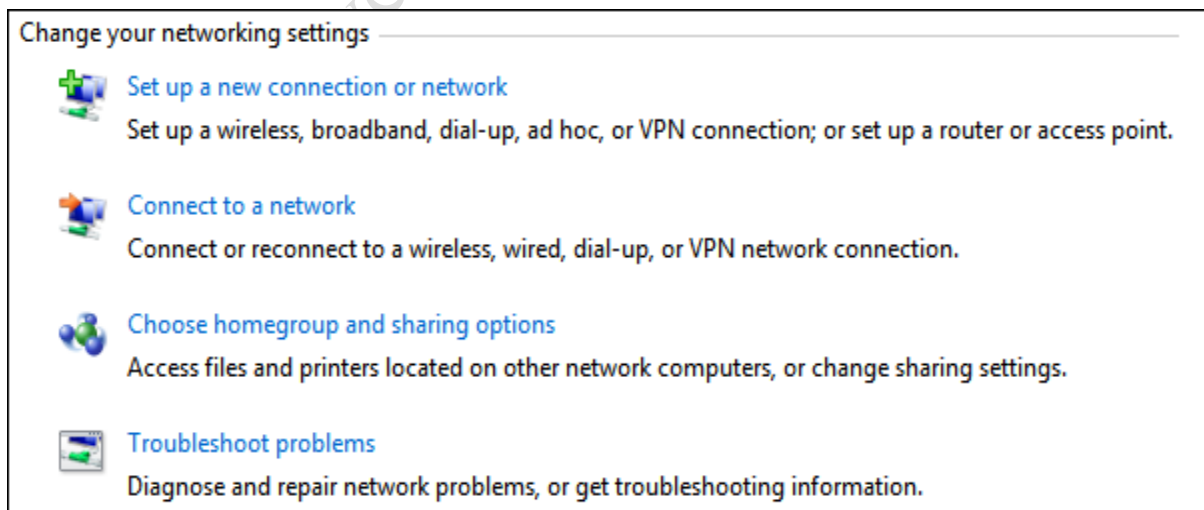 Change your networking settings
Set up a new connection or network
Set up a wireless, broadband, dial-up, ad hoc, or VPN connection; or set up a router or access point.
Connect to a network
Connect or reconnect to a wireless, wired, dial-up, or VPN network connection.
Choose homegroup and sharing options
Access files and printers located on other network computers, or change sharing settings.
Troubleshoot problems
Diagnose and repair network problems, or get troubleshooting information.